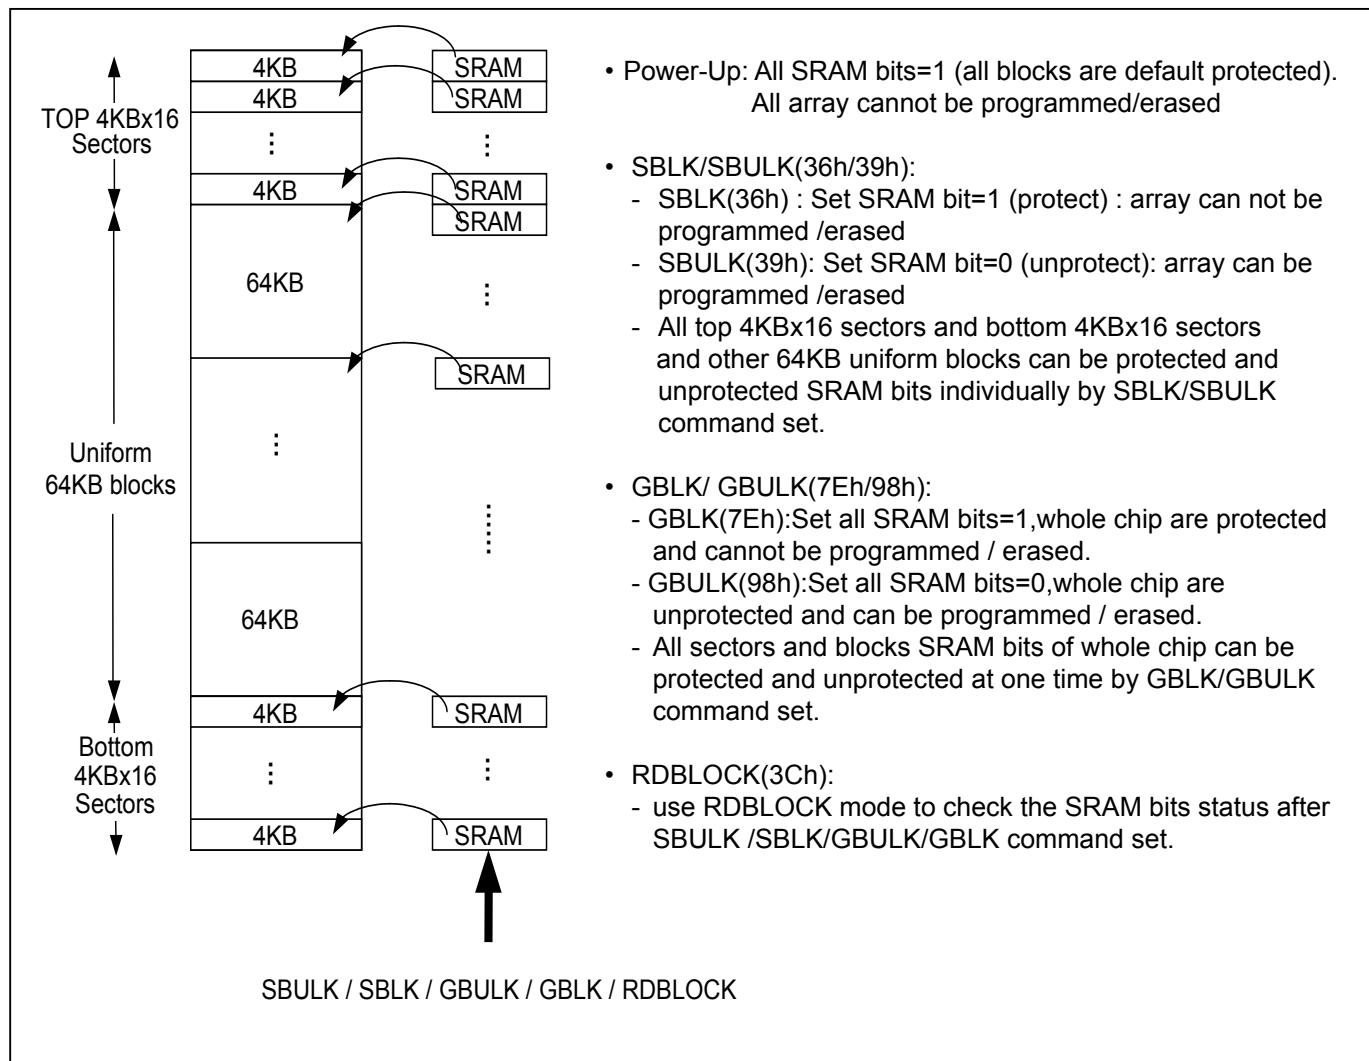 4KB
SRAM
4KB
SRAM
TOP 4KBx16
Sectors
4KB
SRAM
SRAM
64KB
SRAM
Uniform
64KB blocks
64KB
4KB
SRAM
Bottom
4KBx16
Sectors
4KB
SRAM
SBULK / SBLK / GBULK / GBLK / RDBLOCK
• Power-Up: All SRAM bits=1 (all blocks are default protected).
All array cannot be programmed/erased
• SBLK/SBULK(36h/39h):
- SBLK(36h) : Set SRAM bit=1 (protect) : array can not be
programmed /erased
- SBULK(39h): Set SRAM bit=0 (unprotect): array can be
programmed /erased
- All top 4KBx16 sectors and bottom 4KBx16 sectors
and other 64KB uniform blocks can be protected and
unprotected SRAM bits individually by SBLK/SBULK
command set.
• GBLK/ GBULK(7Eh/98h):
- GBLK(7Eh):Set all SRAM bits=1,whole chip are protected
and cannot be programmed / erased.
- GBULK(98h):Set all SRAM bits=0,whole chip are
unprotected and can be programmed / erased.
- All sectors and blocks SRAM bits of whole chip can be
protected and unprotected at one time by GBLK/GBULK
command set.
• RDBLOCK(3Ch):
- use RDBLOCK mode to check the SRAM bits status after
SBULK /SBLK/GBULK/GBLK command set.